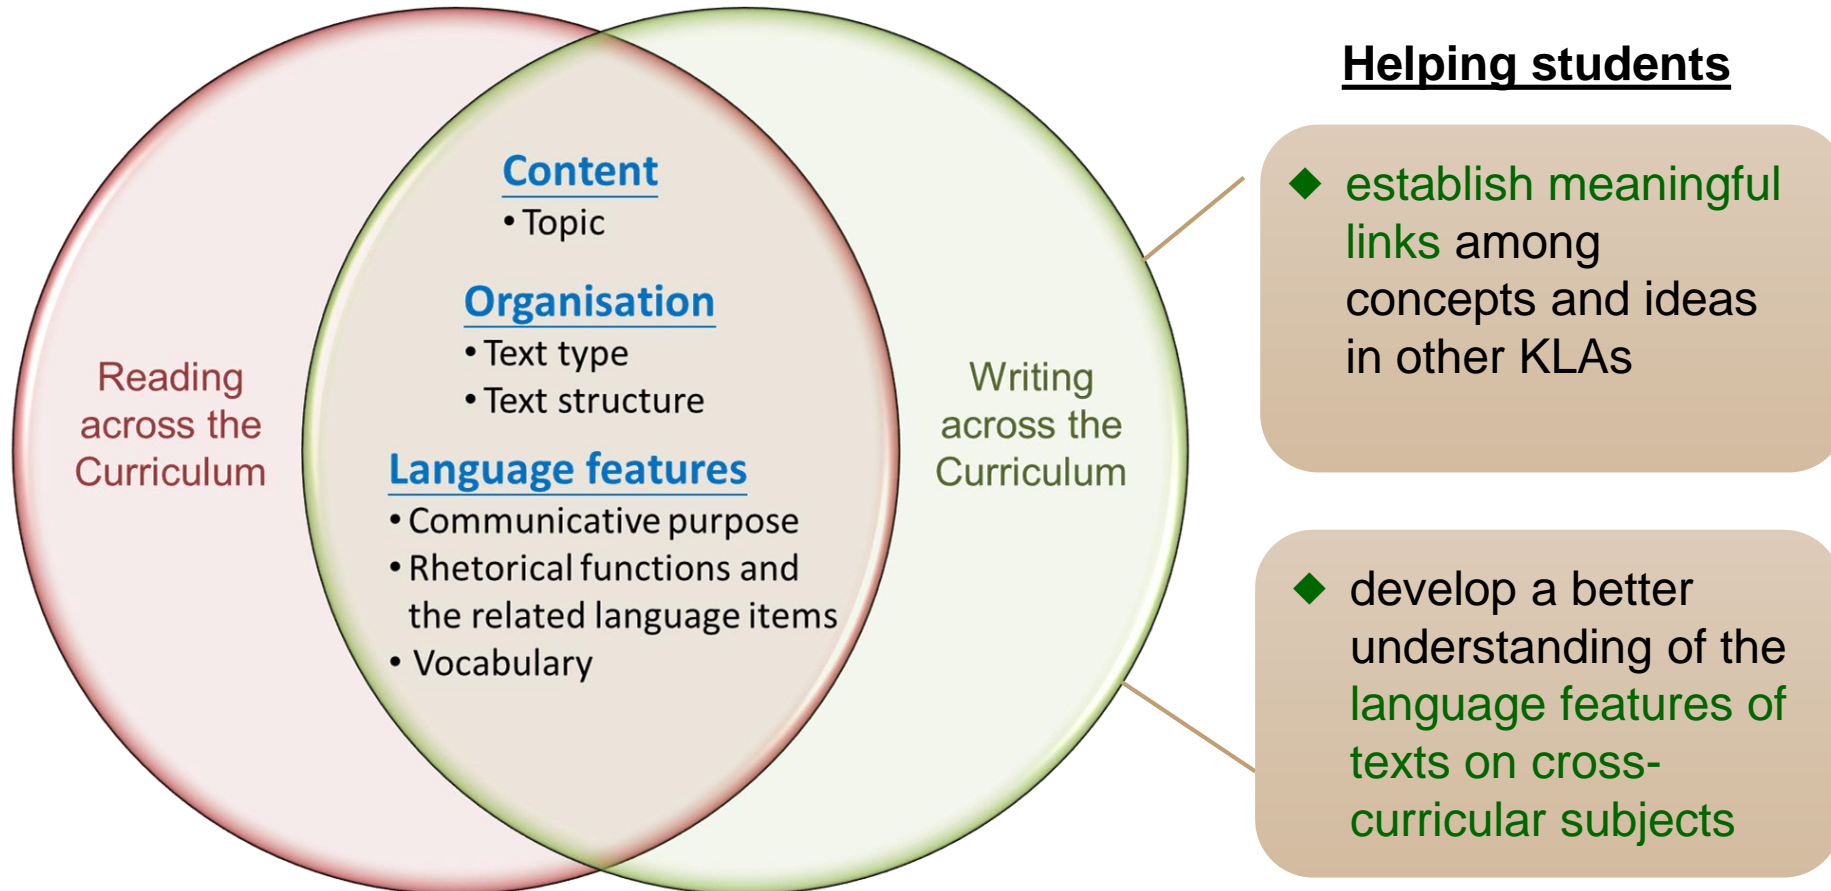 Reading
across the
Curriculum
Content
• Topic
Organisation
• Text type
• Text structure
Language features
• Communicative purpose
• Rhetorical functions and
the related language items
• Vocabulary
Writing
across the
Curriculum
Helping students
◆ establish meaningful
links among
concepts and ideas
in other KLAs
◆ develop a better
understanding of the
language features of
texts on cross-
curricular subjects